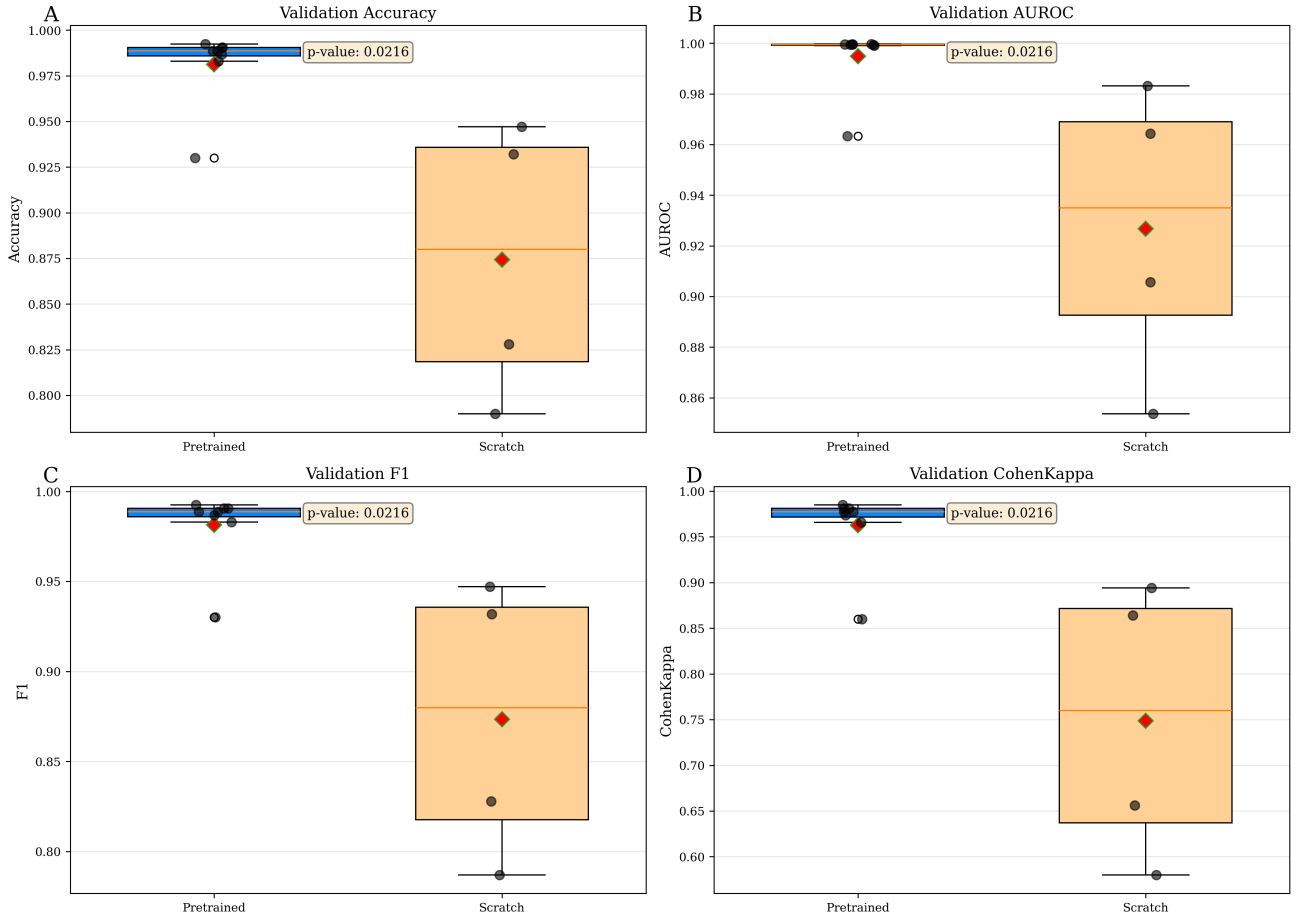 A
Validation Accuracy
1.000
0.975
0.950
0.925
0.900
0.875
0.850
0.825
0.800
Accuracy
p-value: 0.0216
Pretrained
Scratch
B
Validation AUROC
1.00
0.98
0.96
0.94
0.92
0.90
0.88
0.86
AUROC
p-value: 0.0216
Pretrained
Scratch
C
Validation F1
1.00
0.95
0.90
0.85
0.80
F1
p-value: 0.0216
Pretrained
Scratch
D
Validation CohenKappa
1.00
0.95
0.90
0.85
0.80
0.75
0.70
0.65
0.60
CohenKappa
p-value: 0.0216
Pretrained
Scratch